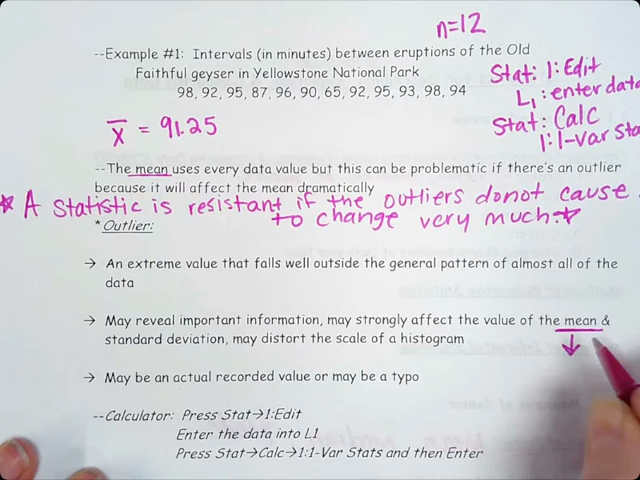 n=12
--Example #1: Intervals (in minutes) between eruptions of the Old
Faithful geyser in Yellowstone National Park
98, 92, 95, 87, 96, 90, 65, 92, 95, 93, 98, 94
Stat: 1:Edit
L1: enter data
Stat: Calc
1:1-Var Sta
x̄ = 91.25
--The mean uses every data value but this can be problematic if there's an outlier
because it will affect the mean dramatically
* A statistic is resistant if the outliers do not cause
to change very much *
*Outlier:
→ An extreme value that falls well outside the general pattern of almost all of the
data
→ May reveal important information, may strongly affect the value of the mean &
standard deviation, may distort the scale of a histogram
↓
→ May be an actual recorded value or may be a typo
--Calculator: Press Stat→1:Edit
Enter the data into L1
Press Stat→Calc→1:1-Var Stats and then Enter